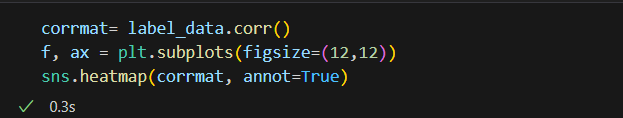 corrmat= label_data.corr()
f, ax = plt.subplots(figsize=(12,12))
sns.heatmap(corrmat, annot=True)
0.3s